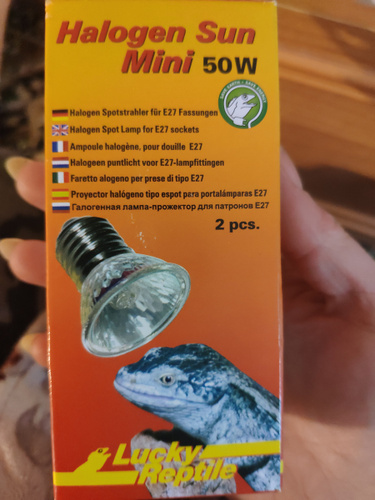 Halogen Sun
Mini 50W
Halogen Spotstrahler für E27 Fassungen
Halogen Spot Lamp for E27 sockets
Ampoule halogène, pour douille E27
Halogeen puntlicht voor E27-lampfittingen
Faretto alogeno per prese di tipo E27
Proyector halógeno tipo espot para portalámparas E27
Галогенная лампа-прожектор для патронов E27
2 pcs.
Lucky
Reptile